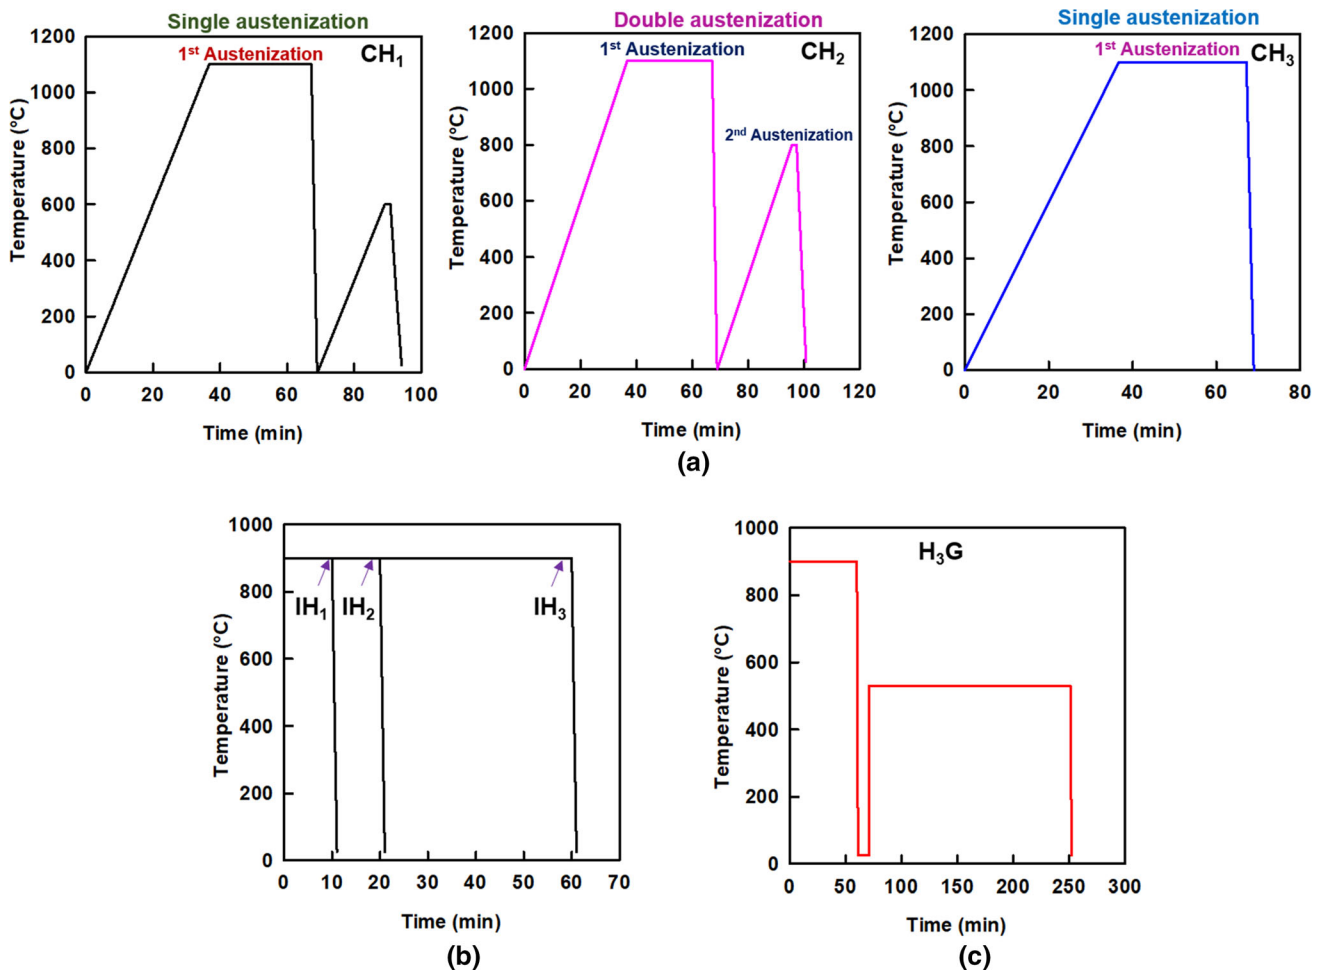 Single austenization
Double austenization
Single austenization
1200
1000
800
600
400
200
0
Temperature (°C)
1st Austenization
CH1
0 20 40 60 80 100
Time (min)
1200
1000
800
600
400
200
0
Temperature (°C)
1st Austenization
CH2
2nd Austenization
0 20 40 60 80 100 120
Time (min)
1200
1000
800
600
400
200
0
Temperature (°C)
1st Austenization
CH3
0 20 40 60 80
Time (min)
(a)
1000
800
600
400
200
0
Temperature (°C)
IH1 IH2 IH3
0 10 20 30 40 50 60 70
Time (min)
(b)
1000
800
600
400
200
0
Temperature (°C)
H3G
0 50 100 150 200 250 300
Time (min)
(c)